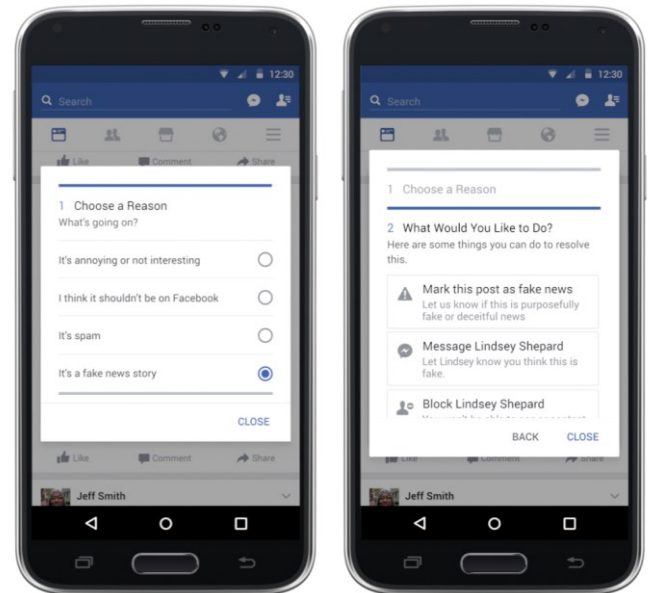 12:30
Search
Like Comment Share
1 Choose a Reason
What's going on?
It's annoying or not interesting
I think it shouldn't be on Facebook
It's spam
It's a fake news story
CLOSE
Like Comment Share
Jeff Smith
12:30
Search
1 Choose a Reason
2 What Would You Like to Do?
Here are some things you can do to resolve
this.
Mark this post as fake news
Let us know if this is purposefully
fake or deceitful news
Message Lindsey Shepard
Let Lindsey know you think this is
fake.
Block Lindsey Shepard
BACK CLOSE
Like Comment Share
Jeff Smith